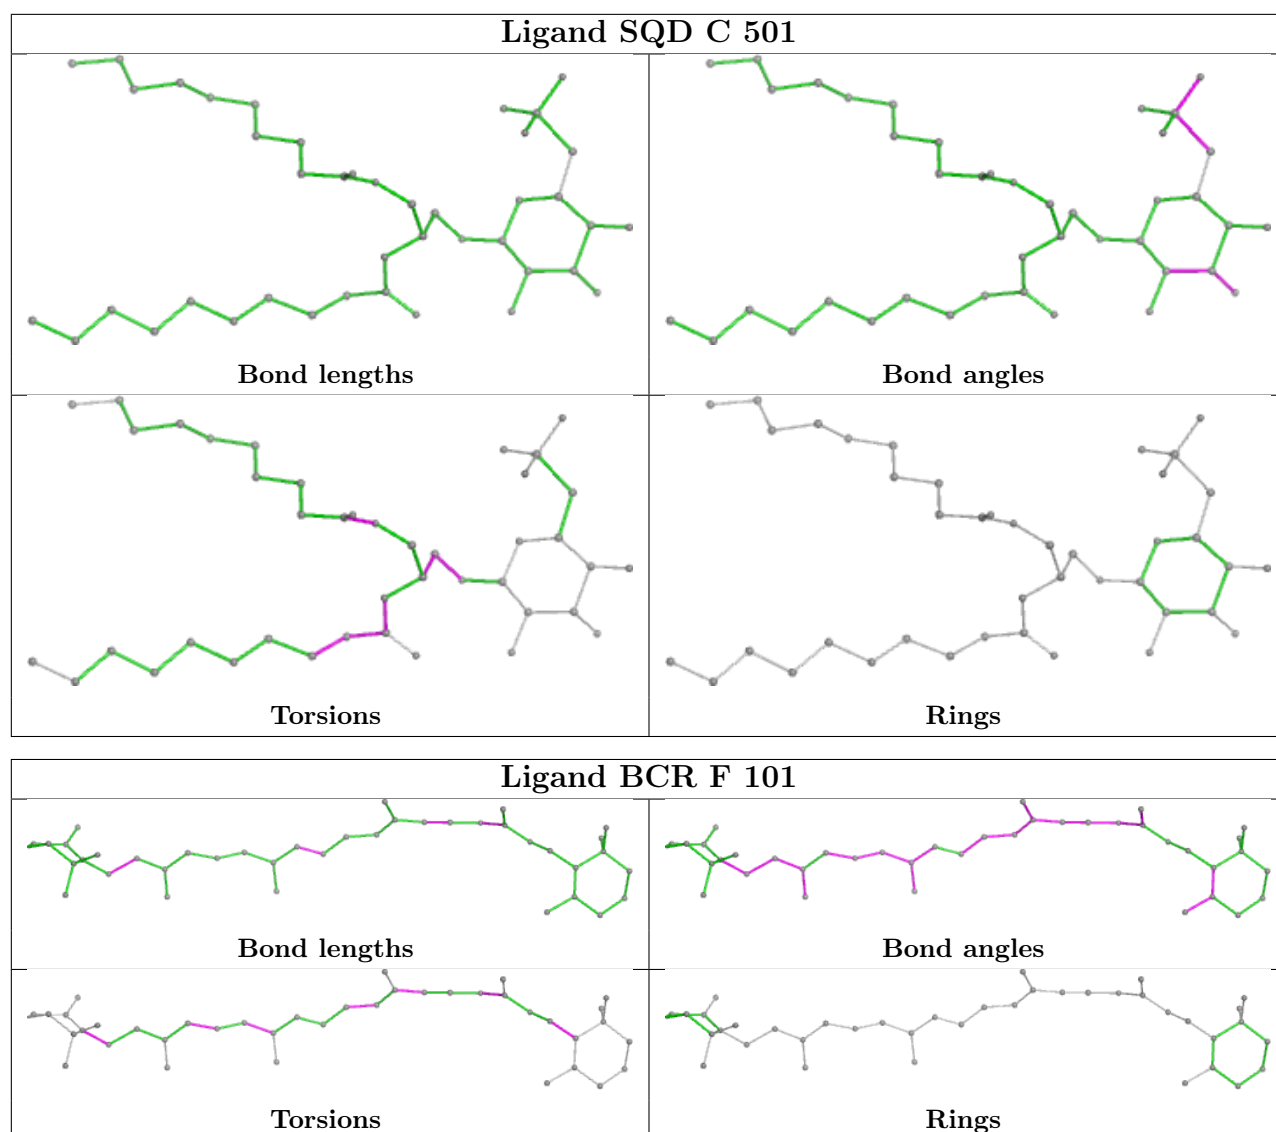 Ligand SQD C 501
Bond lengths
Bond angles
Torsions
Rings
Ligand BCR F 101
Bond lengths
Bond angles
Torsions
Rings